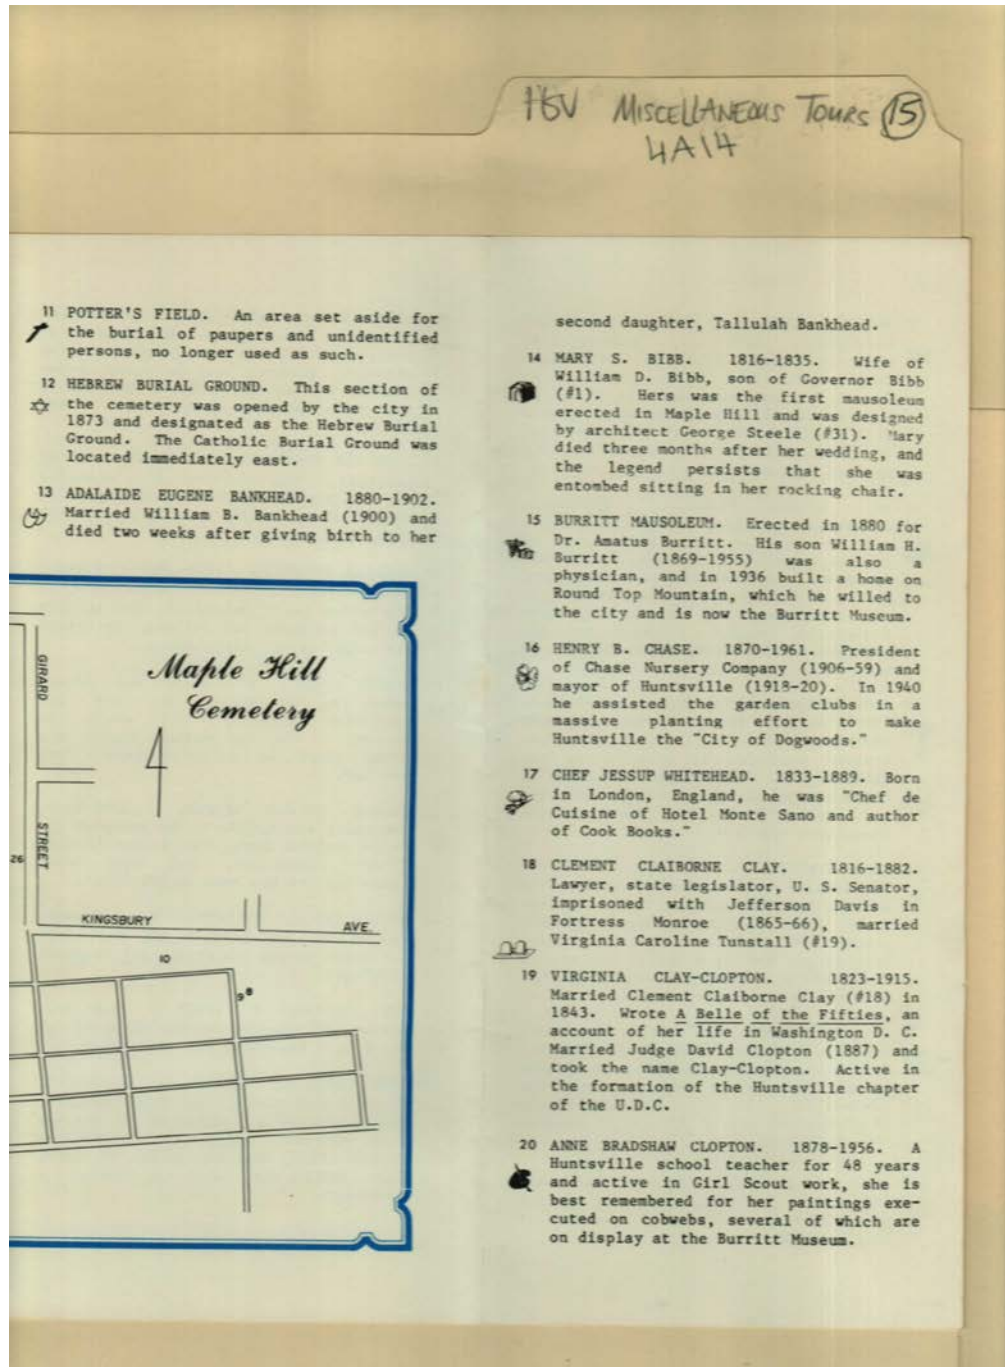 HSV MISCELLANEOUS TOURS 15
4A14
11 POTTER'S FIELD. An area set aside for
the burial of paupers and unidentified
persons, no longer used as such.
12 HEBREW BURIAL GROUND. This section of
the cemetery was opened by the city in
1873 and designated as the Hebrew Burial
Ground. The Catholic Burial Ground was
located immediately east.
13 ADALAIDE EUGENE BANKHEAD. 1880-1902.
Married William B. Bankhead (1900) and
died two weeks after giving birth to her
Maple Hill
Cemetery
GIRARD
STREET
26
KINGSBURY AVE.
10
9 8
second daughter, Tallulah Bankhead.
14 MARY S. BIBB. 1816-1835. Wife of
William D. Bibb, son of Governor Bibb
(#1). Hers was the first mausoleum
erected in Maple Hill and was designed
by architect George Steele (#31). Mary
died three months after her wedding, and
the legend persists that she was
entombed sitting in her rocking chair.
15 BURRITT MAUSOLEUM. Erected in 1880 for
Dr. Amatus Burritt. His son William H.
Burritt (1869-1955) was also a
physician, and in 1936 built a home on
Round Top Mountain, which he willed to
the city and is now the Burritt Museum.
16 HENRY B. CHASE. 1870-1961. President
of Chase Nursery Company (1906-59) and
mayor of Huntsville (1918-20). In 1940
he assisted the garden clubs in a
massive planting effort to make
Huntsville the "City of Dogwoods."
17 CHEF JESSUP WHITEHEAD. 1833-1889. Born
in London, England, he was "Chef de
Cuisine of Hotel Monte Sano and author
of Cook Books."
18 CLEMENT CLAIBORNE CLAY. 1816-1882.
Lawyer, state legislator, U. S. Senator,
imprisoned with Jefferson Davis in
Fortress Monroe (1865-66), married
Virginia Caroline Tunstall (#19).
19 VIRGINIA CLAY-CLOPTON. 1823-1915.
Married Clement Claiborne Clay (#18) in
1843. Wrote A Belle of the Fifties, an
account of her life in Washington D. C.
Married Judge David Clopton (1887) and
took the name Clay-Clopton. Active in
the formation of the Huntsville chapter
of the U.D.C.
20 ANNE BRADSHAW CLOPTON. 1878-1956. A
Huntsville school teacher for 48 years
and active in Girl Scout work, she is
best remembered for her paintings exe-
cuted on cobwebs, several of which are
on display at the Burritt Museum.